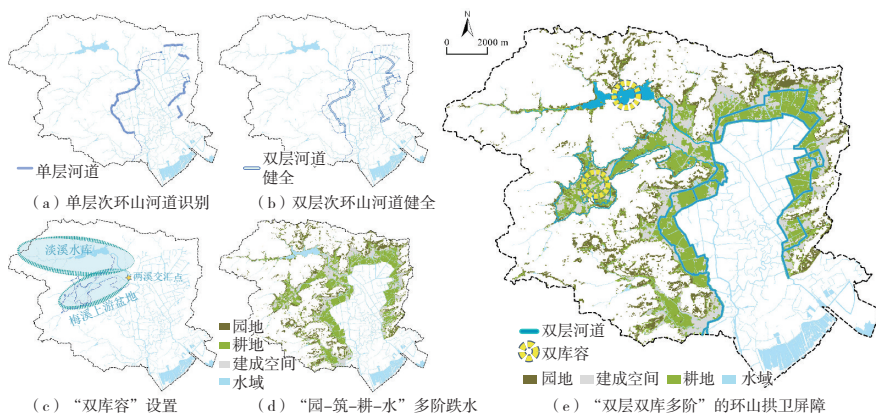 单层河道
（a）单层次环山河道识别
双层河道
健全
（b）双层次环山河道健全
淡溪水库
两溪交汇点
梅溪上游盆地
（c）“双库容”设置
园地
耕地
建成空间
水域
（d）“园-筑-耕-水”多阶跌水
N
0 2000 m
双层河道
双库容
园地 建成空间 耕地 水域
（e）“双层双库多阶”的环山拱卫屏障